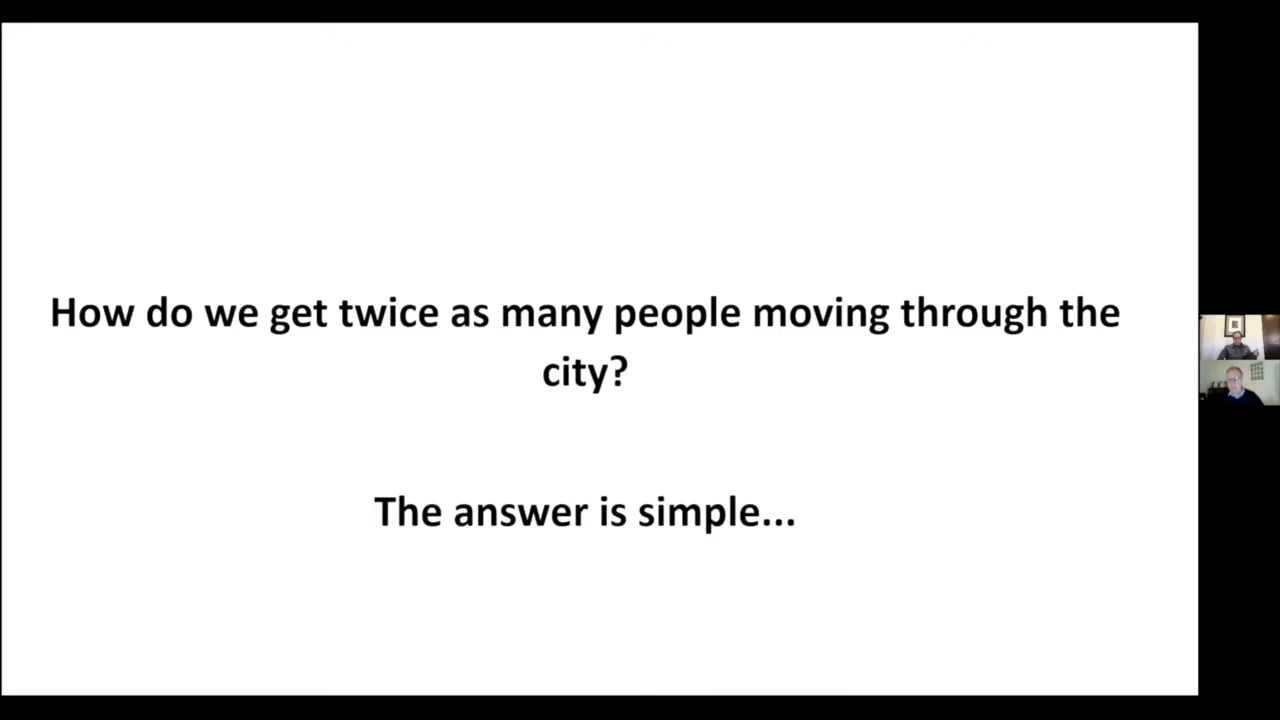 How do we get twice as many people moving through the
city?
The answer is simple...